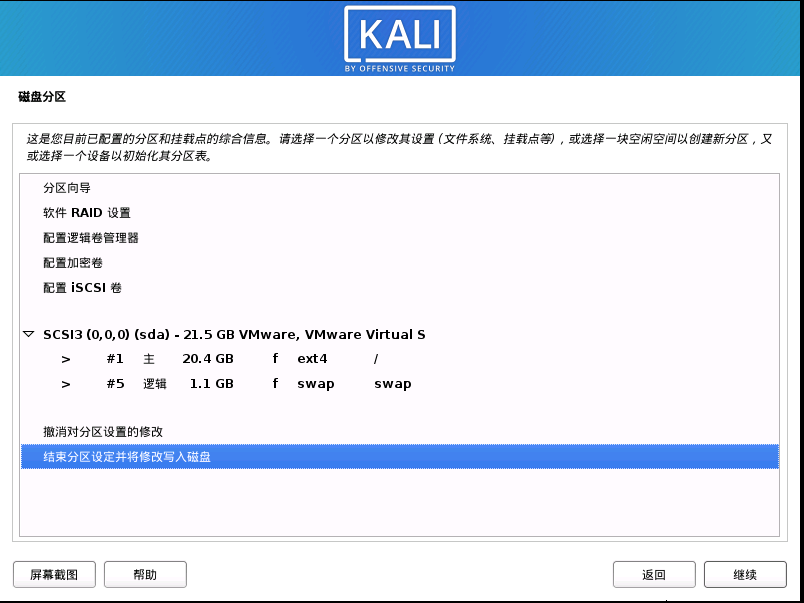 KALI
BY OFFENSIVE SECURITY
磁盘分区
这是您目前已配置的分区和挂载点的综合信息。请选择一个分区以修改其设置 (文件系统、挂载点等)，或选择一块空闲空间以创建新分区，又
或选择一个设备以初始化其分区表。
分区向导
软件 RAID 设置
配置逻辑卷管理器
配置加密卷
配置 iSCSI 卷
SCSI3 (0,0,0) (sda) - 21.5 GB VMware, VMware Virtual S
> #1 主 20.4 GB f ext4 /
> #5 逻辑 1.1 GB f swap swap
撤消对分区设置的修改
结束分区设定并将修改写入磁盘
屏幕截图 帮助 返回 继续